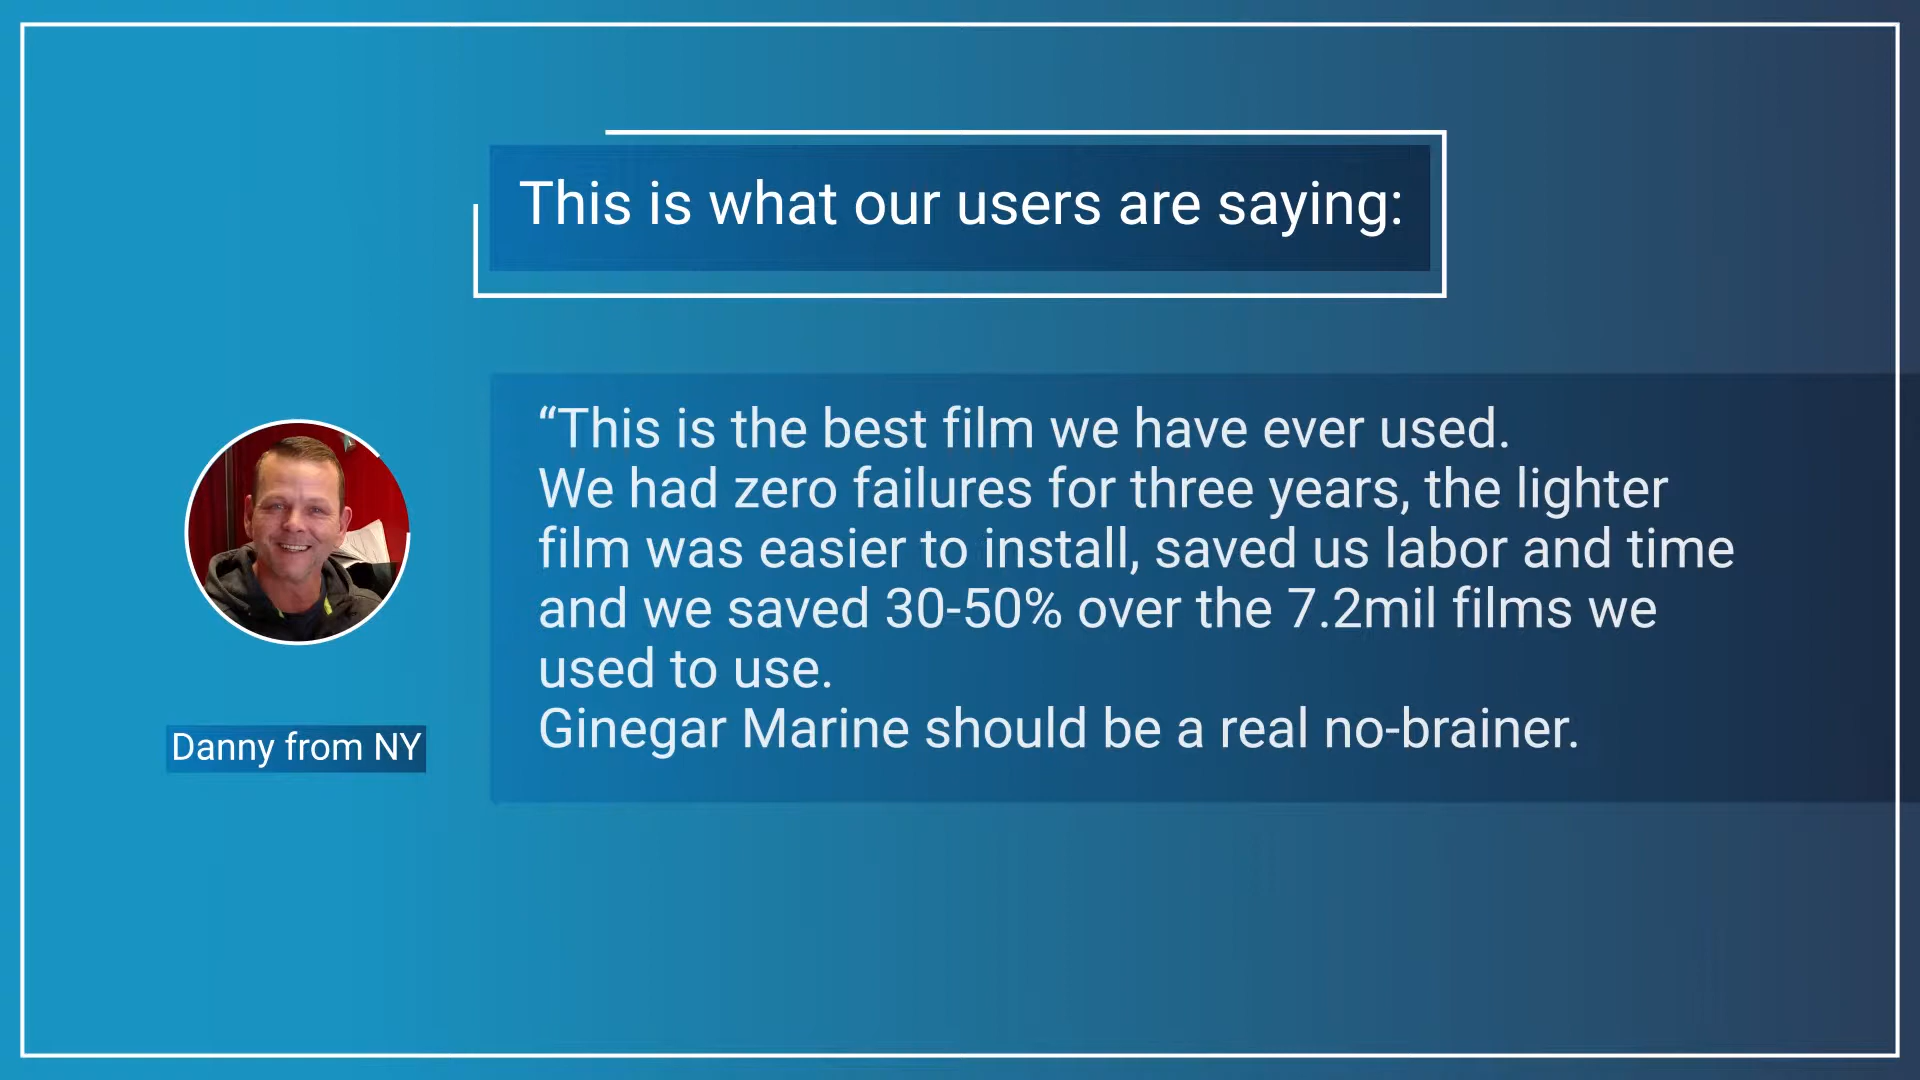 This is what our users are saying:
“This is the best film we have ever used.
We had zero failures for three years, the lighter
film was easier to install, saved us labor and time
and we saved 30-50% over the 7.2mil films we
used to use.
Ginegar Marine should be a real no-brainer.
Danny from NY